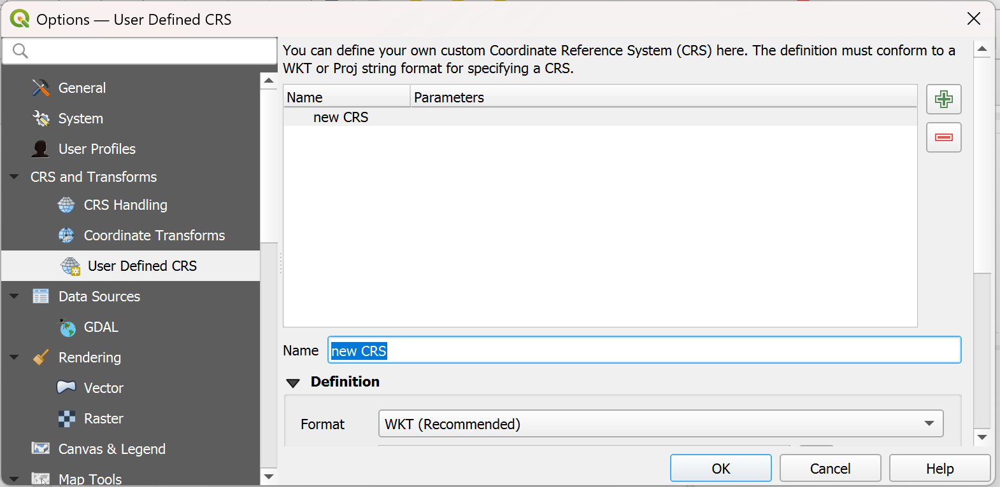 Options — User Defined CRS
General
System
User Profiles
CRS and Transforms
CRS Handling
Coordinate Transforms
User Defined CRS
Data Sources
GDAL
Rendering
Vector
Raster
Canvas & Legend
Map Tools
You can define your own custom Coordinate Reference System (CRS) here. The definition must conform to a
WKT or Proj string format for specifying a CRS.
Name Parameters
new CRS
Name new CRS
Definition
Format WKT (Recommended)
OK Cancel Help